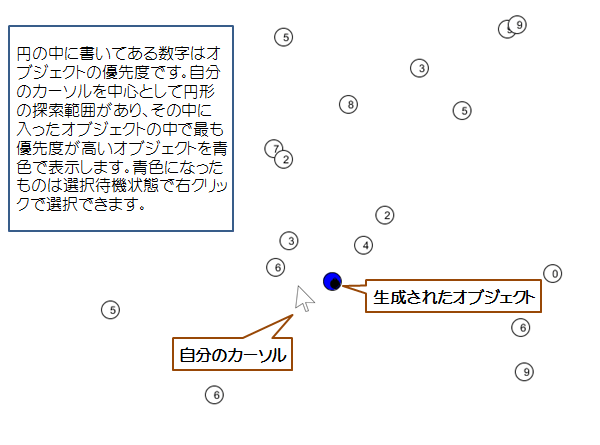 円の中に書いてある数字はオ
ブジェクトの優先度です。自分
のカーソルを中心として円形
の探索範囲があり、その中に
入ったオブジェクトの中で最も
優先度が高いオブジェクトを青
色で表示します。青色になった
ものは選択待機状態で右クリッ
クで選択できます。
5
9
3
8
5
7
2
2
3
4
6
0
生成されたオブジェクト
5
6
自分のカーソル
9
6